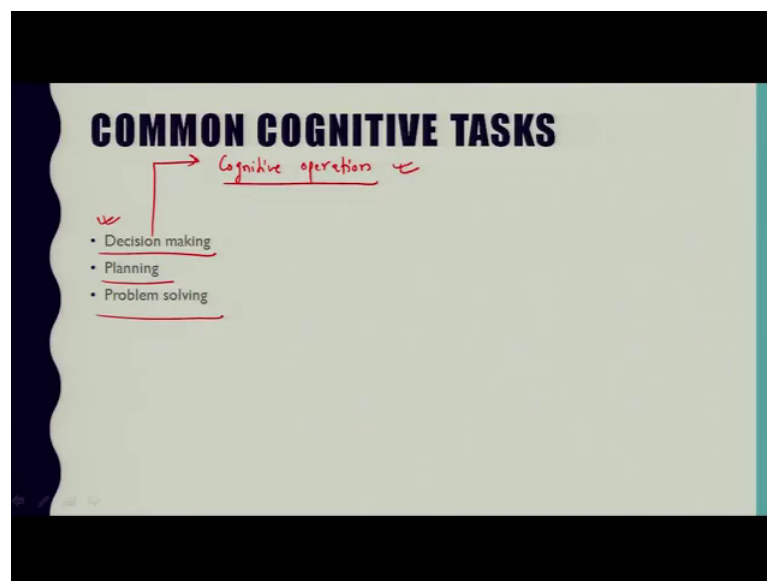 COMMON COGNITIVE TASKS
Cognitive operations
• Decision making
• Planning
• Problem solving